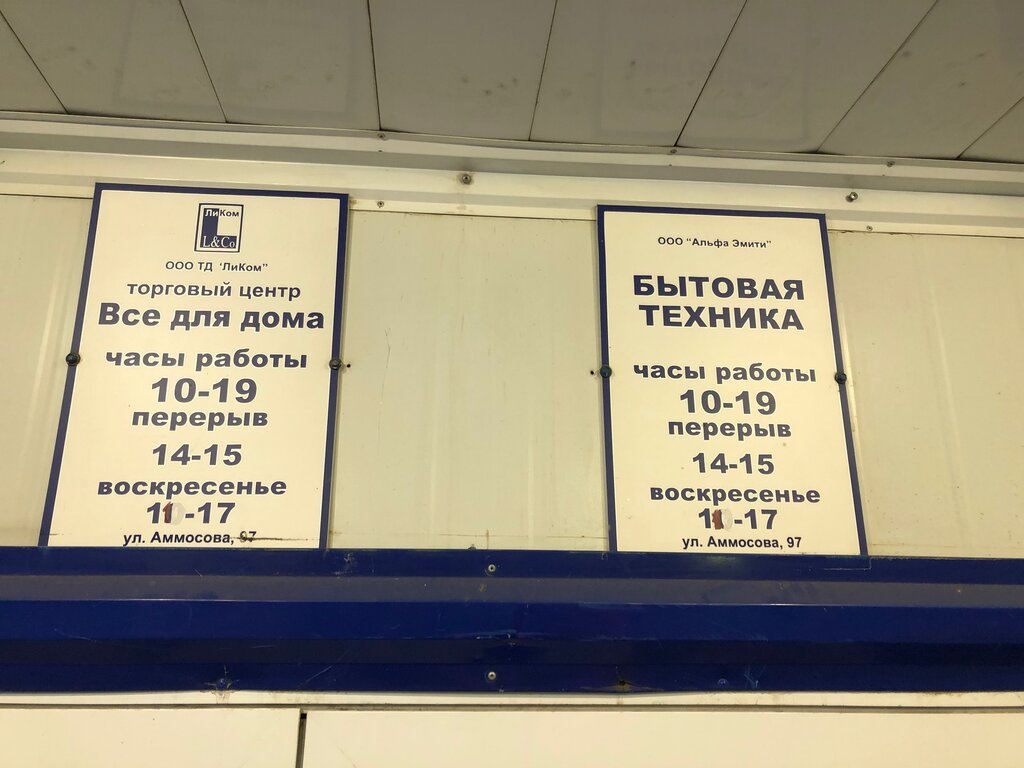 ЛиКом
L&Co
ООО ТД "ЛиКом"
торговый центр
Все для дома
часы работы
10-19
перерыв
14-15
воскресенье
11-17
ул. Аммосова, 97
ООО "Альфа Эмити"
БЫТОВАЯ
ТЕХНИКА
часы работы
10-19
перерыв
14-15
воскресенье
11-17
ул. Аммосова, 97